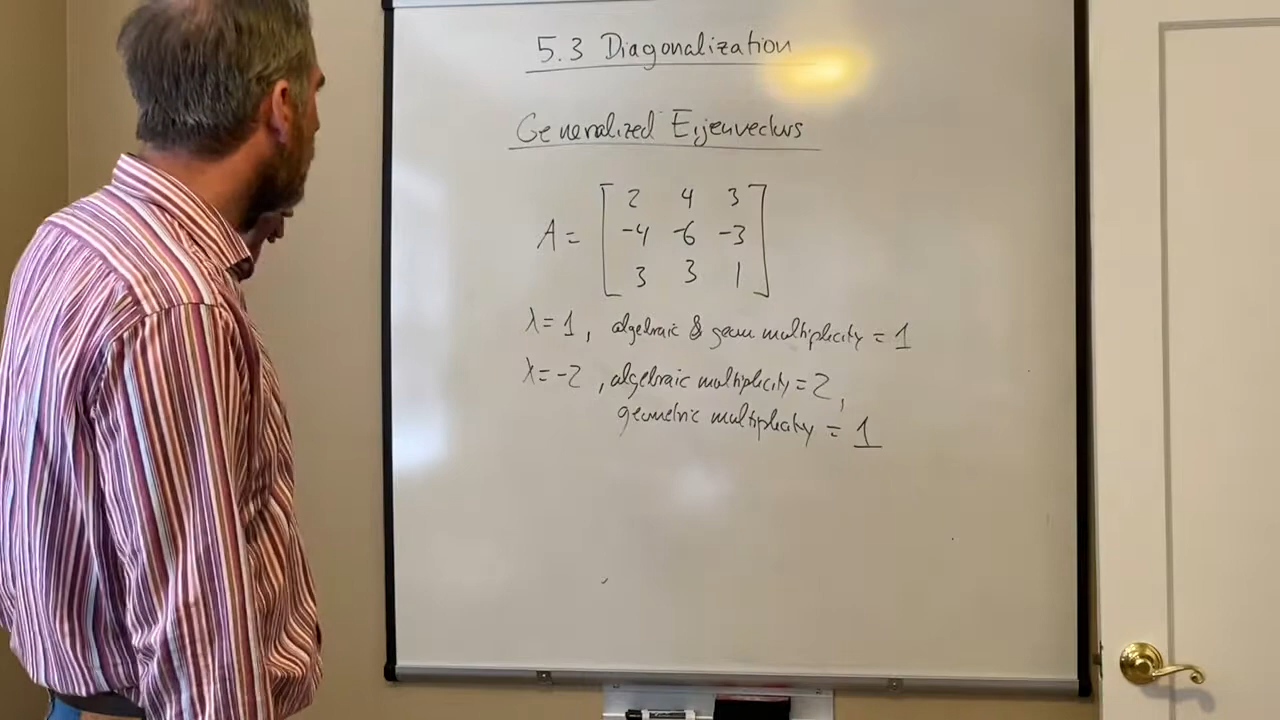 5.3 Diagonalization
Generalized Eigenvectors
A = [ 2 4 3
-4 -6 -3
3 3 1 ]
λ = 1, algebraic & geom multiplicity = 1
λ = -2, algebraic multiplicity = 2,
geometric multiplicity = 1